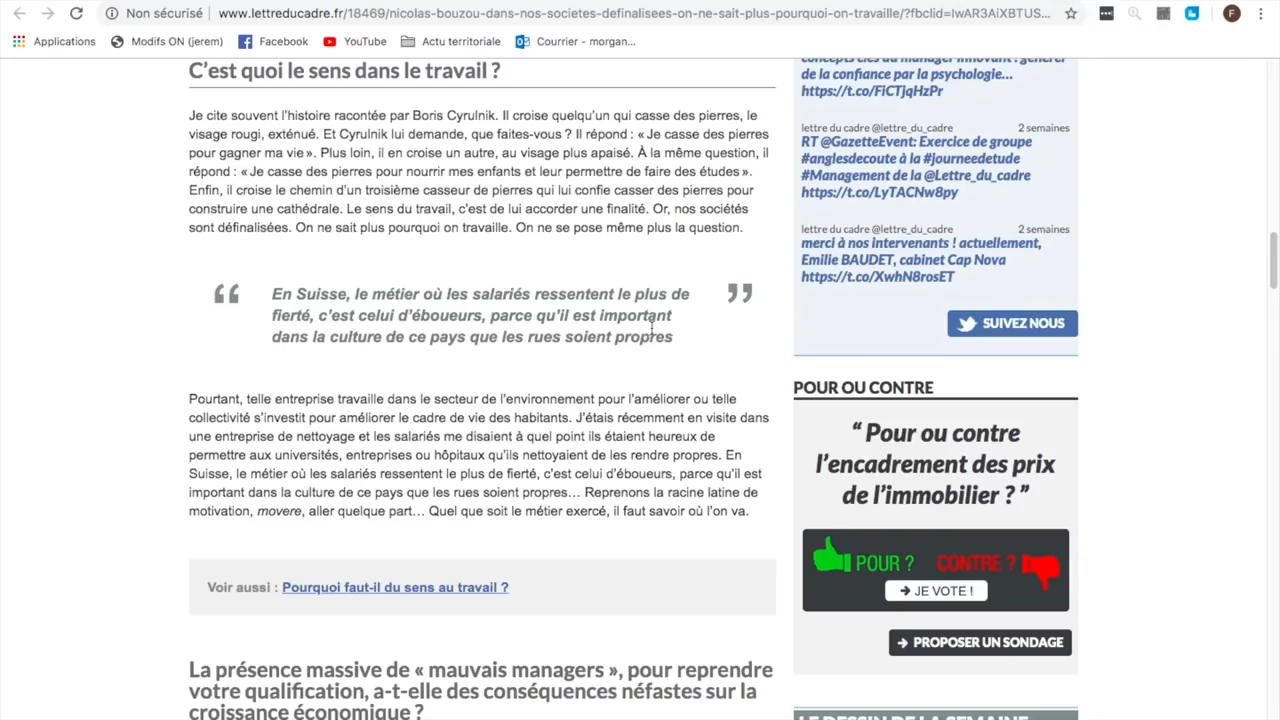 Non sécurisé
www.lettreducadre.fr/18469/nicolas-bouzou-dans-nos-societes-definalisees-on-ne-sait-plus-pourquoi-on-travaille/?fbclid=IwAR3AiXBTUS...
F
Applications
Modifs ON (jerem)
Facebook
YouTube
Actu territoriale
Courrier - morgan...
C'est quoi le sens dans le travail ?
Je cite souvent l'histoire racontée par Boris Cyrulnik. Il croise quelqu'un qui casse des pierres, le
visage rougi, exténué. Et Cyrulnik lui demande, que faites-vous ? Il répond : « Je casse des pierres
pour gagner ma vie ». Plus loin, il en croise un autre, au visage plus apaisé. À la même question, il
répond : « Je casse des pierres pour nourrir mes enfants et leur permettre de faire des études ».
Enfin, il croise le chemin d'un troisième casseur de pierres qui lui confie casser des pierres pour
construire une cathédrale. Le sens du travail, c'est de lui accorder une finalité. Or, nos sociétés
sont définalisées. On ne sait plus pourquoi on travaille. On ne se pose même plus la question.
“ En Suisse, le métier où les salariés ressentent le plus de ”
fierté, c'est celui d'éboueurs, parce qu'il est important
dans la culture de ce pays que les rues soient propres
Pourtant, telle entreprise travaille dans le secteur de l'environnement pour l'améliorer ou telle
collectivité s'investit pour améliorer le cadre de vie des habitants. J'étais récemment en visite dans
une entreprise de nettoyage et les salariés me disaient à quel point ils étaient heureux de
permettre aux universités, entreprises ou hôpitaux qu'ils nettoyaient de les rendre propres. En
Suisse, le métier où les salariés ressentent le plus de fierté, c'est celui d'éboueurs, parce qu'il est
important dans la culture de ce pays que les rues soient propres… Reprenons la racine latine de
motivation, movere, aller quelque part… Quel que soit le métier exercé, il faut savoir où l'on va.
Voir aussi : Pourquoi faut-il du sens au travail ?
La présence massive de « mauvais managers », pour reprendre
votre qualification, a-t-elle des conséquences néfastes sur la
croissance économique ?
concepts clés du manager innovant : générer
de la confiance par la psychologie…
https://t.co/FiCTjqHzPr
lettre du cadre @lettre_du_cadre 2 semaines
RT @GazetteEvent: Exercice de groupe
#anglesdecoute à la #journeedetude
#Management de la @Lettre_du_cadre
https://t.co/LyTACNw8py
lettre du cadre @lettre_du_cadre 2 semaines
merci à nos intervenants ! actuellement,
Emilie BAUDET, cabinet Cap Nova
https://t.co/XwhN8rosET
SUIVEZ NOUS
POUR OU CONTRE
“ Pour ou contre
l'encadrement des prix
de l'immobilier ? ”
POUR ? CONTRE ?
JE VOTE !
PROPOSER UN SONDAGE
LE DESSIN DE LA SEMAINE